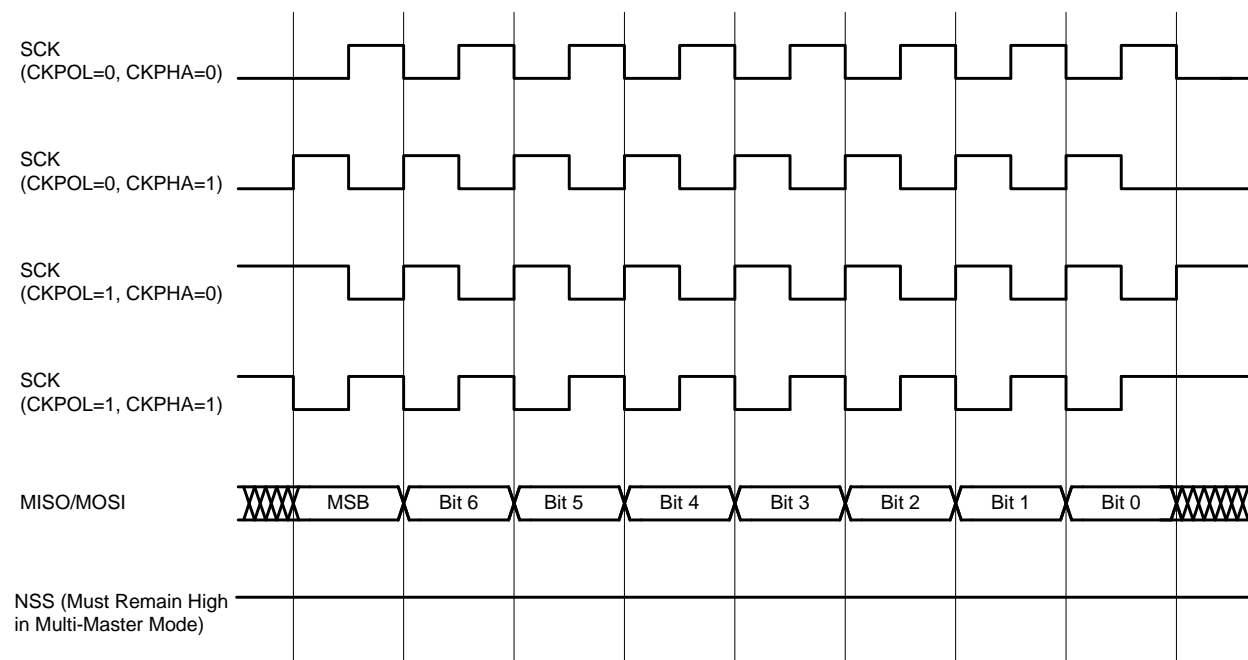 SCK
(CKPOL=0, CKPHA=0)
SCK
(CKPOL=0, CKPHA=1)
SCK
(CKPOL=1, CKPHA=0)
SCK
(CKPOL=1, CKPHA=1)
MISO/MOSI MSB Bit 6 Bit 5 Bit 4 Bit 3 Bit 2 Bit 1 Bit 0
NSS (Must Remain High
in Multi-Master Mode)